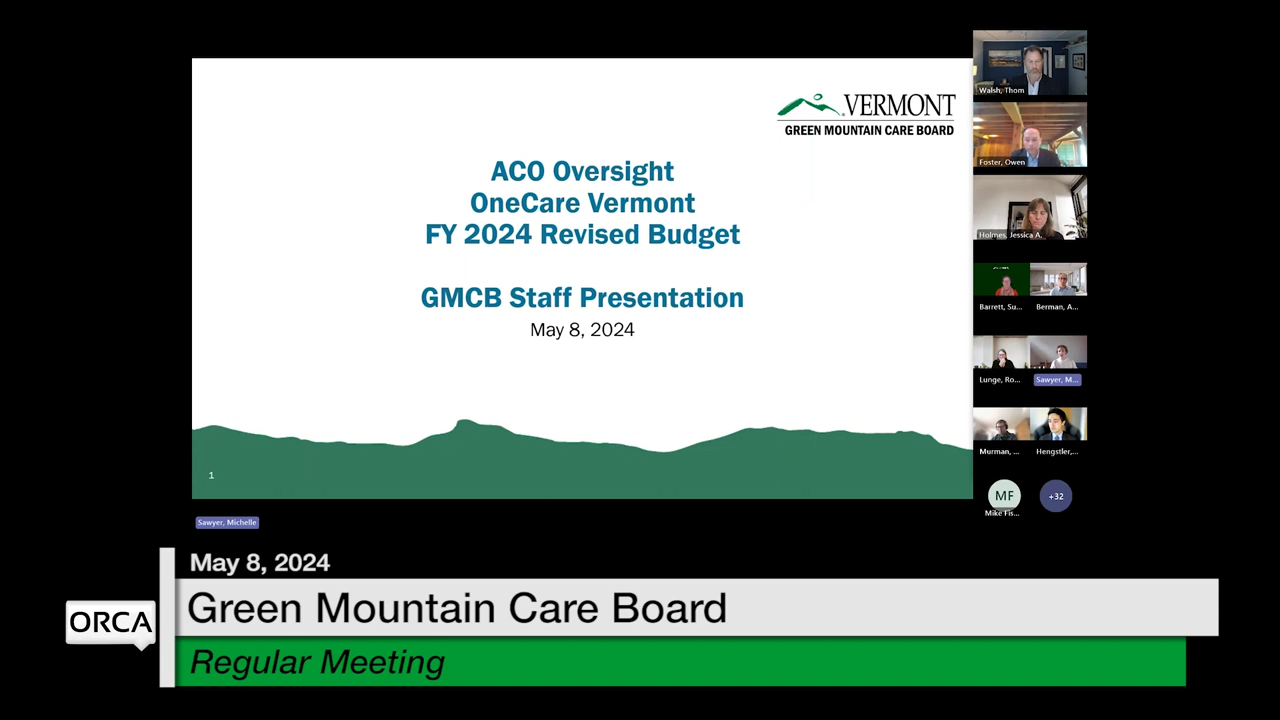 VERMONT
GREEN MOUNTAIN CARE BOARD
ACO Oversight
OneCare Vermont
FY 2024 Revised Budget
GMCB Staff Presentation
May 8, 2024
1
Sawyer, Michelle
Walsh, Thom
Foster, Owen
Holmes, Jessica A.
Barrett, Su...
Berman, A...
Lunge, Ro...
Sawyer, M...
Murman, ...
Hengstler,...
MF
+32
Mike Fis...
May 8, 2024
ORCA
Green Mountain Care Board
Regular Meeting